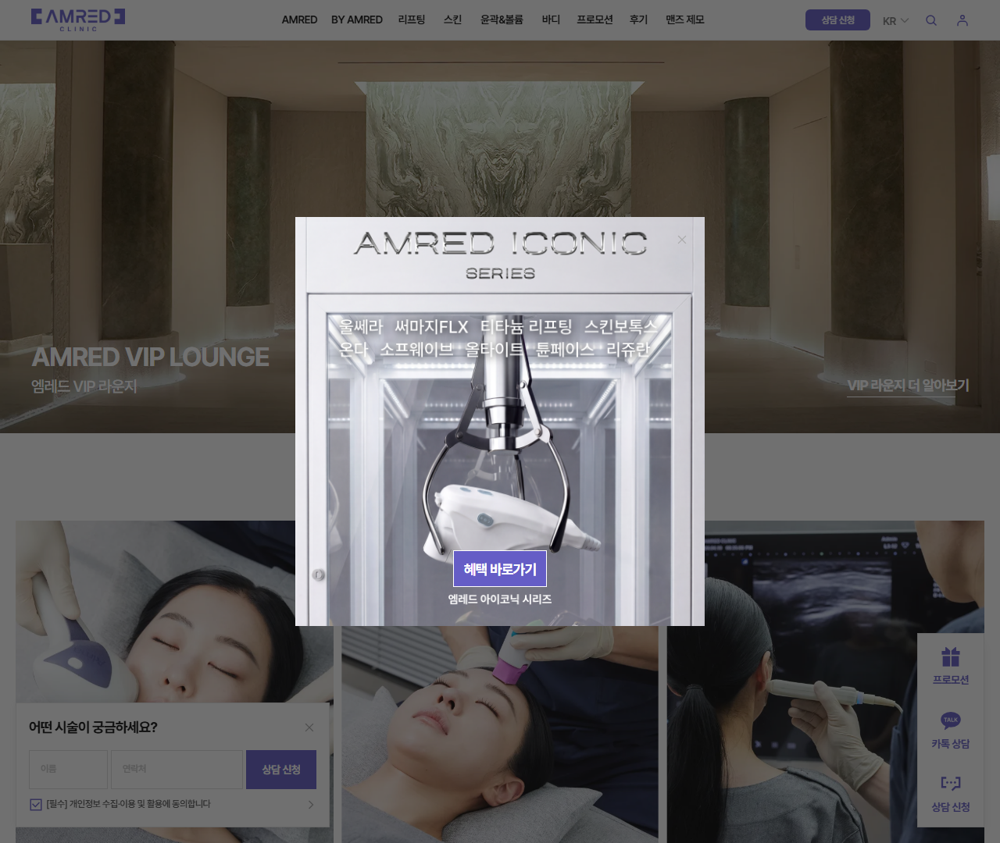 AMRED
CLINIC
AMRED BY AMRED 리프팅 스킨 윤곽&볼륨 바디 프로모션 후기 맨즈 제모
상담 신청
KR
AMRED VIP LOUNGE
엠레드 VIP 라운지
VIP 라운지 더 알아보기
AMRED ICONIC
SERIES
울쎄라 써마지FLX 티타늄 리프팅 스킨보톡스
온다 소프웨이브 올타이트 튠페이스 리쥬란
혜택 바로가기
엠레드 아이코닉 시리즈
어떤 시술이 궁금하세요?
이름
연락처
상담 신청
[필수] 개인정보 수집·이용 및 활용에 동의합니다
프로모션
TALK
카톡 상담
상담 신청